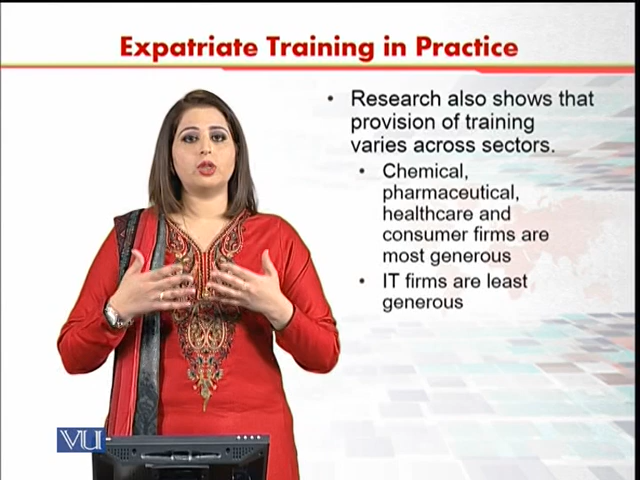 Expatriate Training in Practice
• Research also shows that
provision of training
varies across sectors.
• Chemical,
pharmaceutical,
healthcare and
consumer firms are
most generous
• IT firms are least
generous
VU